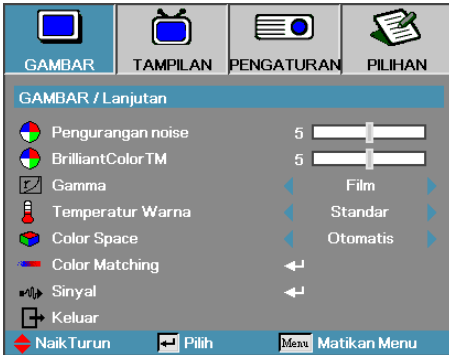 GAMBAR TAMPILAN PENGATURAN PILIHAN
GAMBAR / Lanjutan
Pengurangan noise 5
BrilliantColorTM 5
Gamma Film
Temperatur Warna Standar
Color Space Otomatis
Color Matching
Sinyal
Keluar
NaikTurun Pilih Menu Matikan Menu